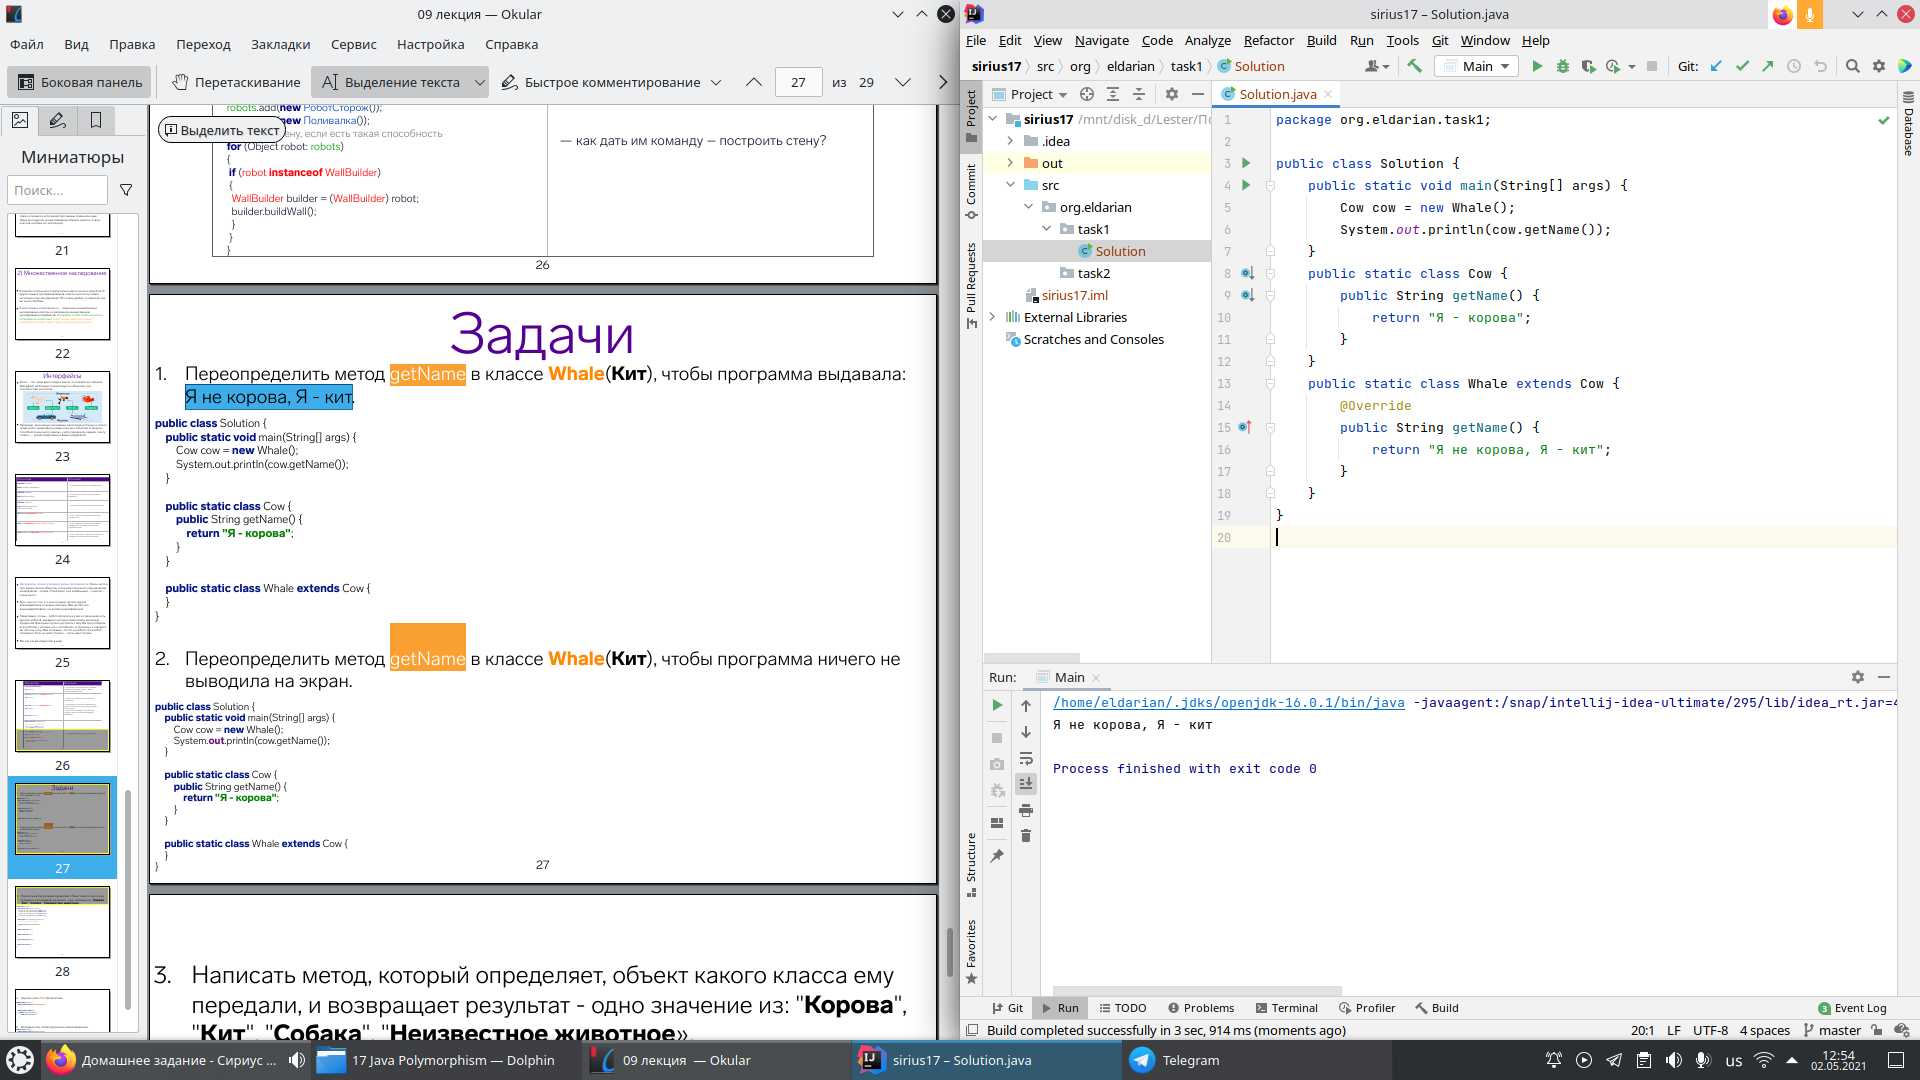 09 лекция — Okular
Файл Вид Правка Переход Закладки Сервис Настройка Справка
Боковая панель Перетаскивание Выделение текста Быстрое комментирование 27 из 29
Миниатюры
Поиск...
21
22
23
24
25
26
27
28
Выделить текст
robots.add(new РоботСторож());
new Поливалка());
ену, если есть такая способность
for (Object robot: robots)
{
if (robot instanceof WallBuilder)
{
WallBuilder builder = (WallBuilder) robot;
builder.buildWall();
}
}
}
— как дать им команду — построить стену?
26
Задачи
1. Переопределить метод getName в классе Whale(Кит), чтобы программа выдавала:
Я не корова, Я - кит.
public class Solution {
public static void main(String[] args) {
Cow cow = new Whale();
System.out.println(cow.getName());
}
public static class Cow {
public String getName() {
return "Я - корова";
}
}
public static class Whale extends Cow {
}
}
2. Переопределить метод getName в классе Whale(Кит), чтобы программа ничего не
выводила на экран.
public class Solution {
public static void main(String[] args) {
Cow cow = new Whale();
System.out.println(cow.getName());
}
public static class Cow {
public String getName() {
return "Я - корова";
}
}
public static class Whale extends Cow {
}
}
27
3. Написать метод, который определяет, объект какого класса ему
передали, и возвращает результат - одно значение из: "Корова",
"Кит", "Собака", "Неизвестное животное».
sirius17 – Solution.java
File Edit View Navigate Code Analyze Refactor Build Run Tools Git Window Help
sirius17 src org eldarian task1 Solution Main Git:
Project
Commit
Pull Requests
Structure
Favorites
Database
Project
sirius17 /mnt/disk_d/Lester/По
.idea
out
src
org.eldarian
task1
Solution
task2
sirius17.iml
External Libraries
Scratches and Consoles
Solution.java
1 package org.eldarian.task1;
2
3 public class Solution {
4 public static void main(String[] args) {
5 Cow cow = new Whale();
6 System.out.println(cow.getName());
7 }
8 public static class Cow {
9 public String getName() {
10 return "Я - корова";
11 }
12 }
13 public static class Whale extends Cow {
14 @Override
15 public String getName() {
16 return "Я не корова, Я - кит";
17 }
18 }
19 }
20
Run: Main
/home/eldarian/.jdks/openjdk-16.0.1/bin/java -javaagent:/snap/intellij-idea-ultimate/295/lib/idea_rt.jar=4
Я не корова, Я - кит
Process finished with exit code 0
Git Run TODO Problems Terminal Profiler Build 3 Event Log
Build completed successfully in 3 sec, 914 ms (moments ago) 20:1 LF UTF-8 4 spaces master
Домашнее задание - Сириус ... 17 Java Polymorphism — Dolphin 09 лекция — Okular sirius17 – Solution.java Telegram us 12:54
02.05.2021